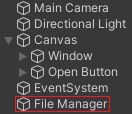 Main Camera
Directional Light
Canvas
Window
Open Button
EventSystem
File Manager